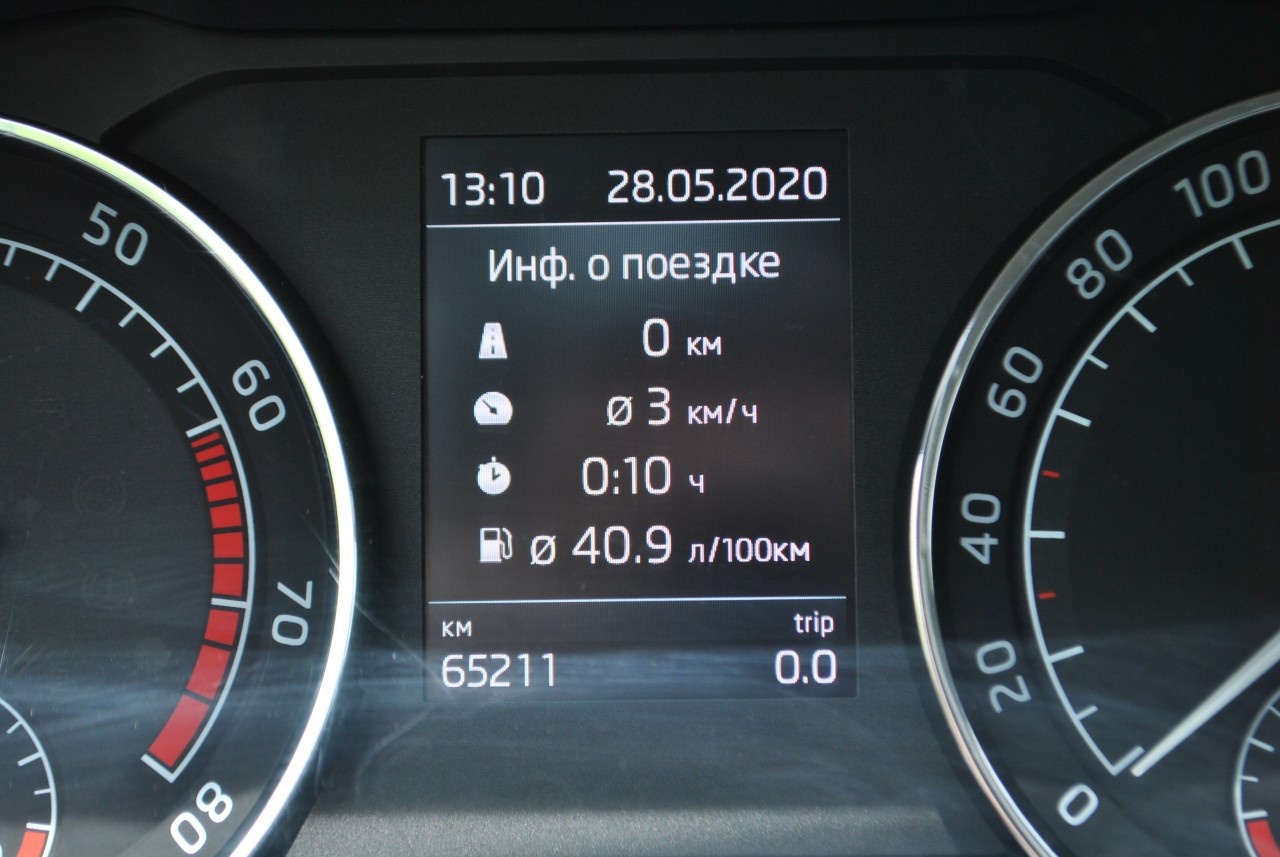 13:10 28.05.2020
Инф. о поездке
0 км
ø 3 км/ч
0:10 ч
ø 40.9 л/100км
км trip
65211 0.0
50
60
70
80
100
80
60
40
20
0